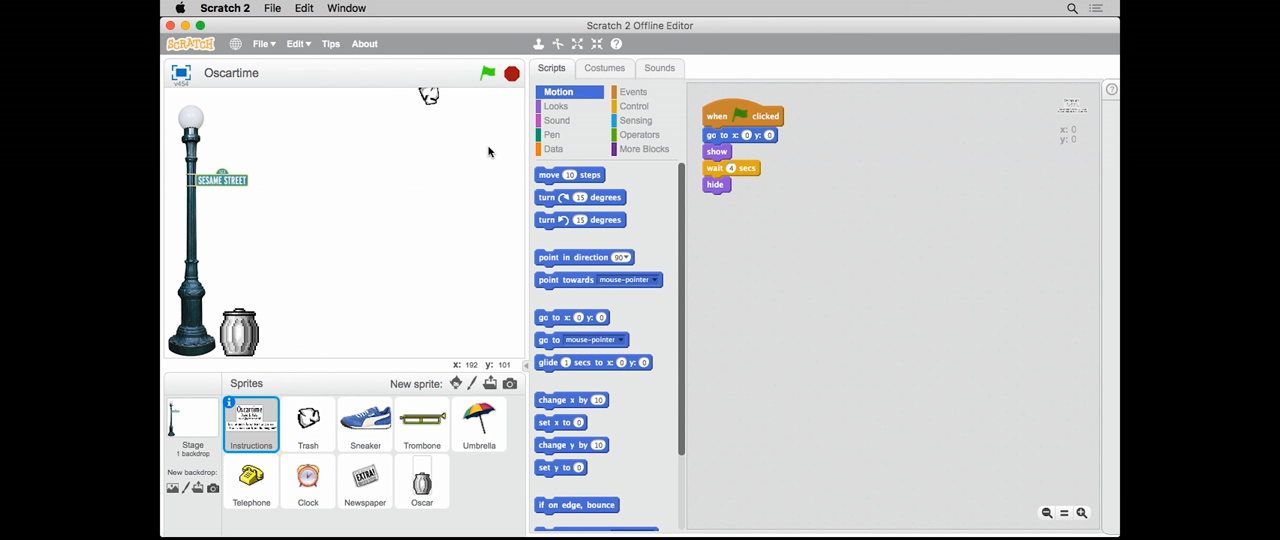 Scratch 2 File Edit Window
Scratch 2 Offline Editor
SCRATCH File Edit Tips About
v454 Oscartime
Scripts Costumes Sounds
Motion Events
Looks Control
Sound Sensing
Pen Operators
Data More Blocks
SESAME STREET
move 10 steps
turn 15 degrees
turn 15 degrees
point in direction 90
point towards mouse-pointer
go to x: 0 y: 0
go to mouse-pointer
glide 1 secs to x: 0 y: 0
change x by 10
set x to 0
change y by 10
set y to 0
if on edge, bounce
when clicked
go to x: 0 y: 0
show
wait 4 secs
hide
x: 0
y: 0
x: 192 y: 101
Sprites New sprite:
Stage
1 backdrop
New backdrop:
Oscartime
Instructions Trash Sneaker Trombone Umbrella
EXTRA!
Telephone Clock Newspaper Oscar